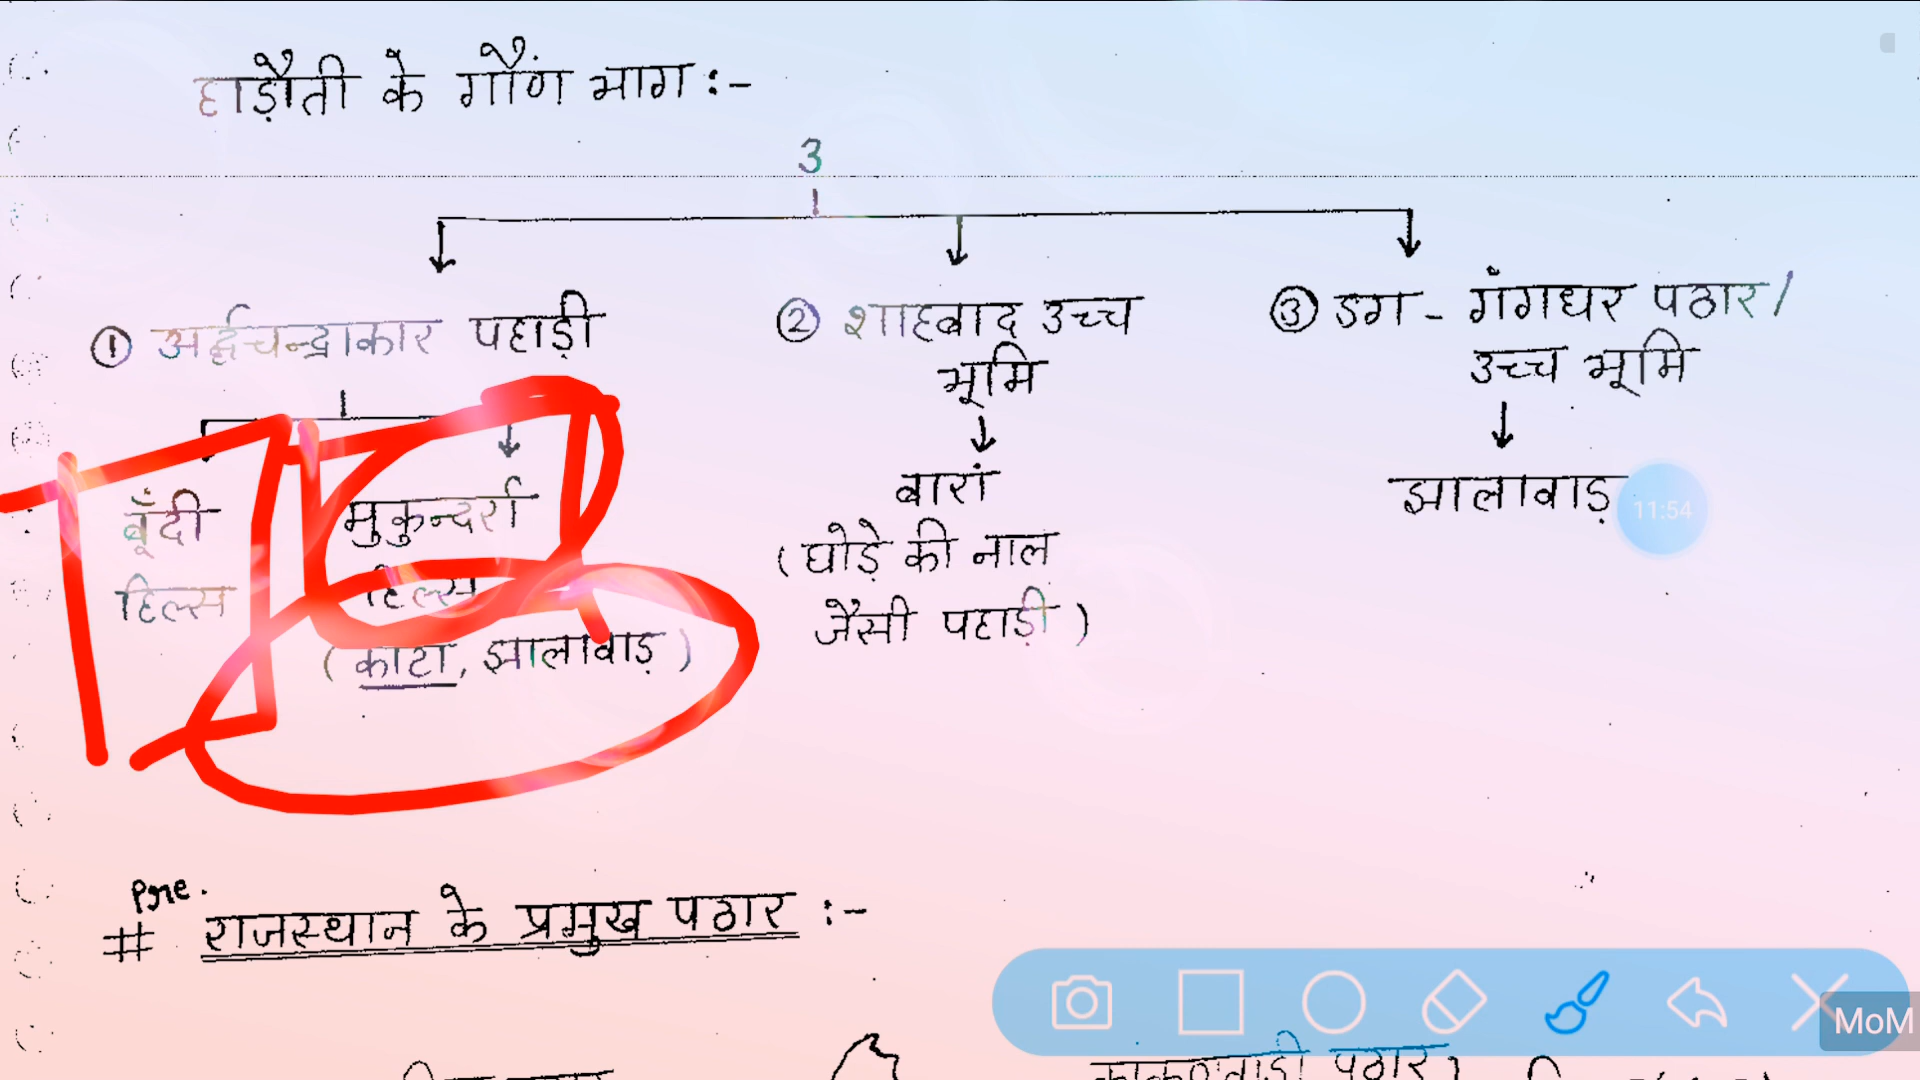 हाड़ौती के गौंण भाग :-
3
① अर्द्धचन्द्राकार पहाड़ी
② शाहबाद उच्च
भूमि
③ डग - गंगधर पठार /
उच्च भूमि
बूँदी
हिल्स
मुकुन्दर्रा
हिल्स
(कोटा, झालावाड़)
बारां
(घोड़े की नाल
जैसी पहाड़ी)
झालावाड़
11:54
Pre.
# राजस्थान के प्रमुख पठार :-
MoM